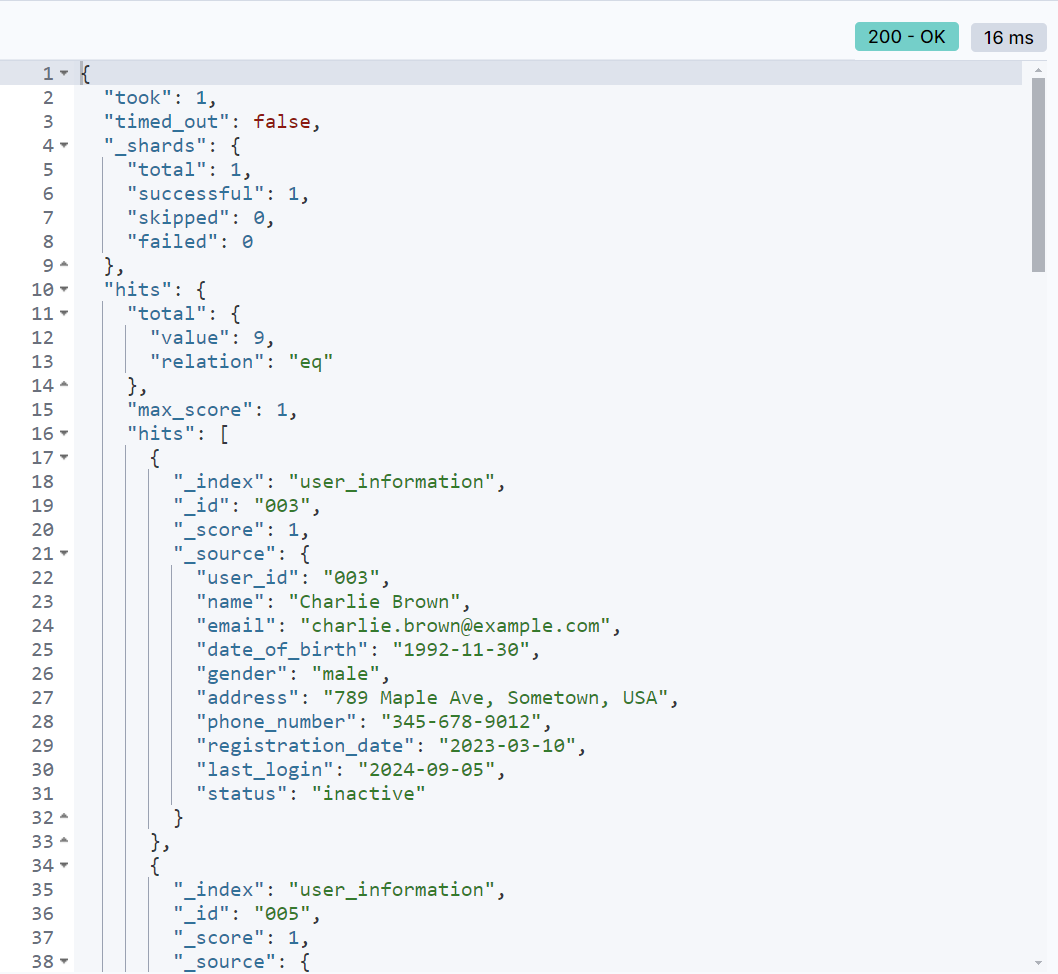 200 - OK 16 ms
1 {
2 "took": 1,
3 "timed_out": false,
4 "_shards": {
5 "total": 1,
6 "successful": 1,
7 "skipped": 0,
8 "failed": 0
9 },
10 "hits": {
11 "total": {
12 "value": 9,
13 "relation": "eq"
14 },
15 "max_score": 1,
16 "hits": [
17 {
18 "_index": "user_information",
19 "_id": "003",
20 "_score": 1,
21 "_source": {
22 "user_id": "003",
23 "name": "Charlie Brown",
24 "email": "charlie.brown@example.com",
25 "date_of_birth": "1992-11-30",
26 "gender": "male",
27 "address": "789 Maple Ave, Sometown, USA",
28 "phone_number": "345-678-9012",
29 "registration_date": "2023-03-10",
30 "last_login": "2024-09-05",
31 "status": "inactive"
32 }
33 },
34 {
35 "_index": "user_information",
36 "_id": "005",
37 "_score": 1,
38 "_source": {